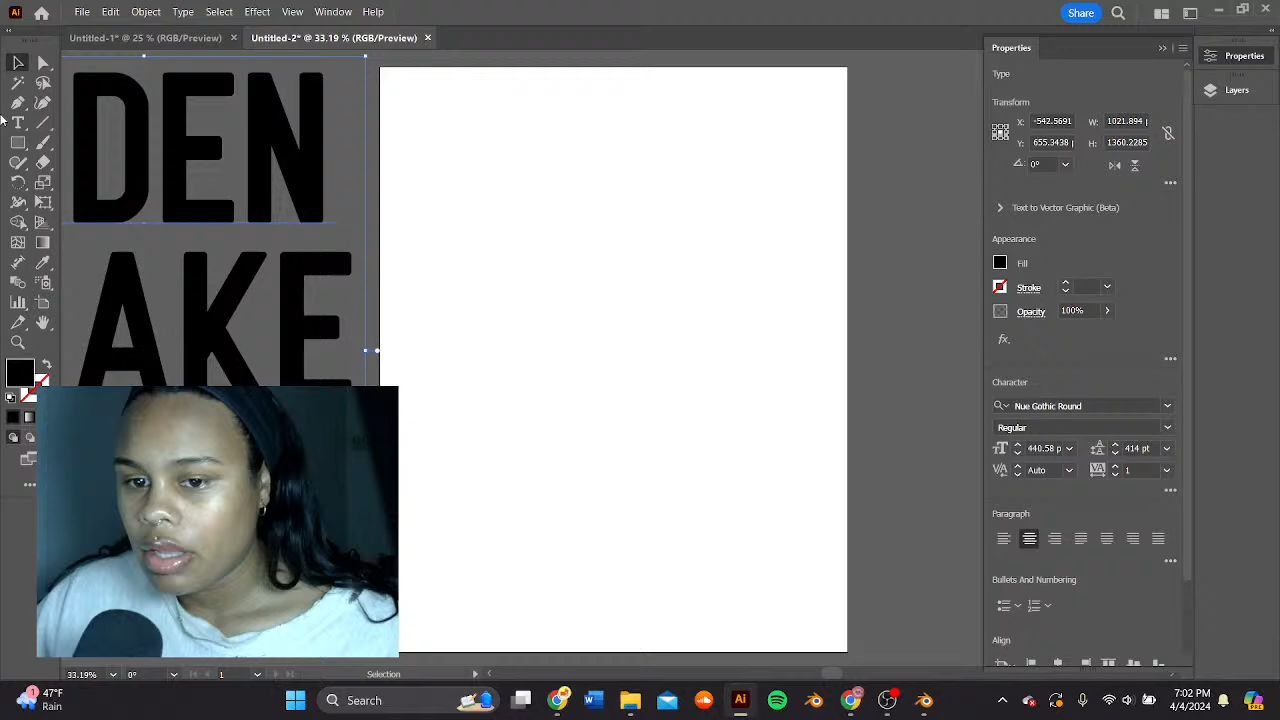 Ai File Edit Object Type Select Effect View Window Help Share
Untitled-1* @ 25 % (RGB/Preview) × Untitled-2* @ 33.19 % (RGB/Preview) ×
DEN
AKE
Properties
Type
Transform
X: -542.5691 W: 1021.894
Y: 655.3438 H: 1360.2285
0°
Text to Vector Graphic (Beta)
Appearance
Fill
Stroke
Opacity 100%
fx.
Character
Nue Gothic Round
Regular
440.58 p 414 pt
Auto 1
Paragraph
Bullets And Numbering
Align
Properties
Layers
33.19% 0° 1 Selection
1 47°F
Rain
Search
7:02 PM
4/4/2024